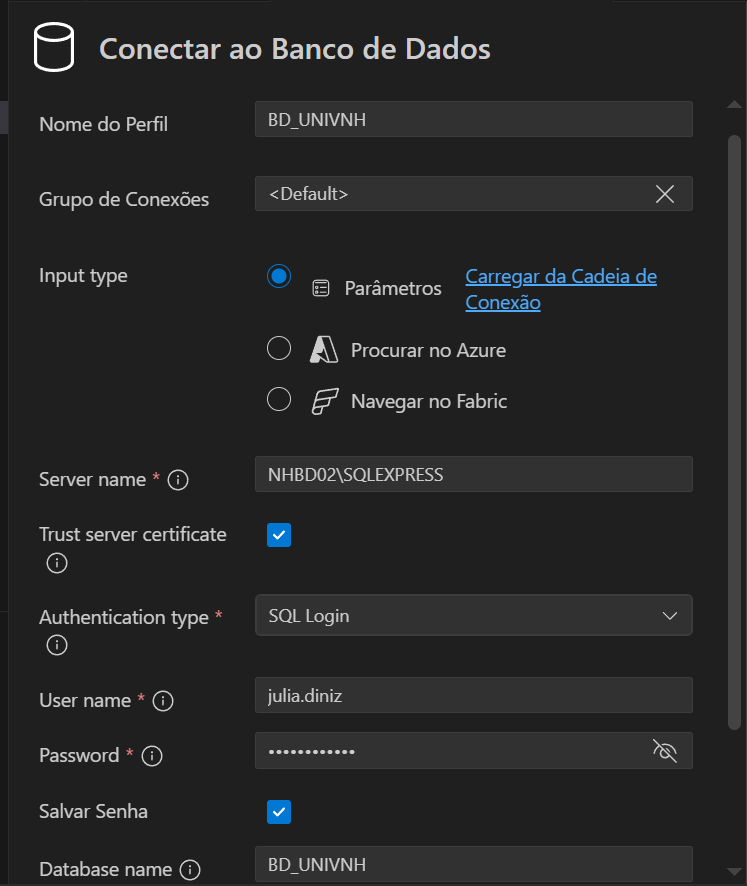 Conectar ao Banco de Dados
Nome do Perfil
BD_UNIVNH
Grupo de Conexões
<Default>
Input type
Parâmetros
Carregar da Cadeia de
Conexão
Procurar no Azure
Navegar no Fabric
Server name *
NHBD02\SQLEXPRESS
Trust server certificate
Authentication type *
SQL Login
User name *
julia.diniz
Password *
••••••••••••
Salvar Senha
Database name
BD_UNIVNH